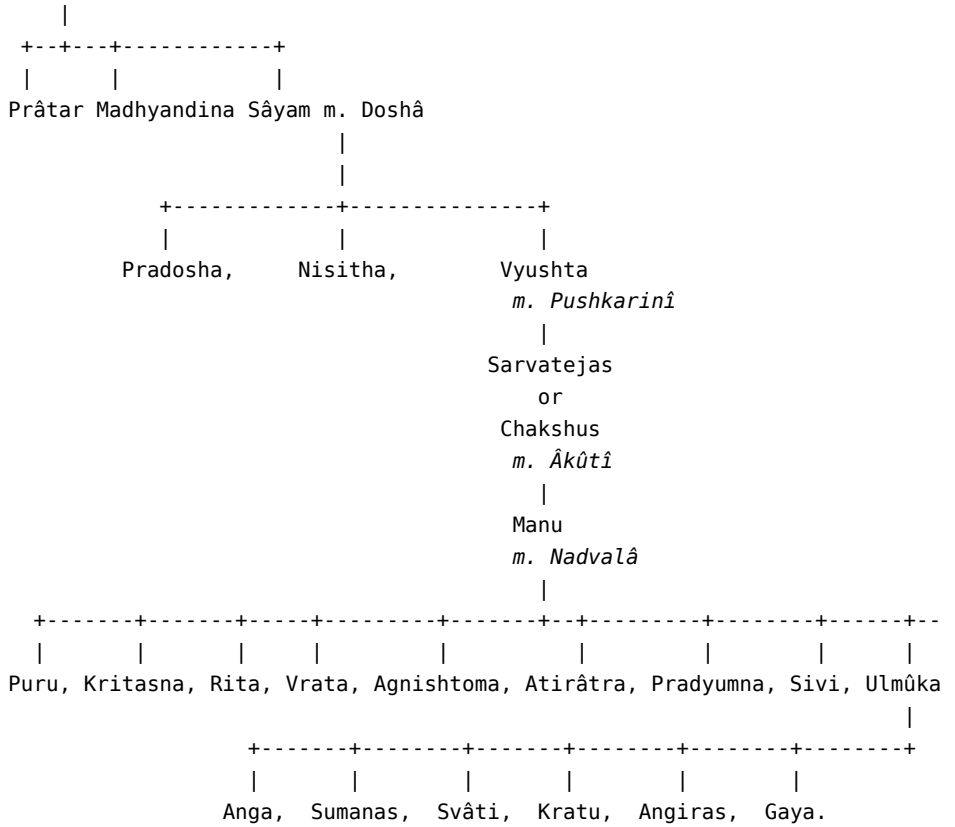 Prâtar Madhyandina Sâyam m. Doshâ
Pradosha, Nisitha, Vyushta
m. Pushkarinî
Sarvatejas
or
Chakshus
m. Âkûtî
Manu
m. Nadvalâ
Puru, Kritasna, Rita, Vrata, Agnishtoma, Atirâtra, Pradyumna, Sivi, Ulmûka
Anga, Sumanas, Svâti, Kratu, Angiras, Gaya.